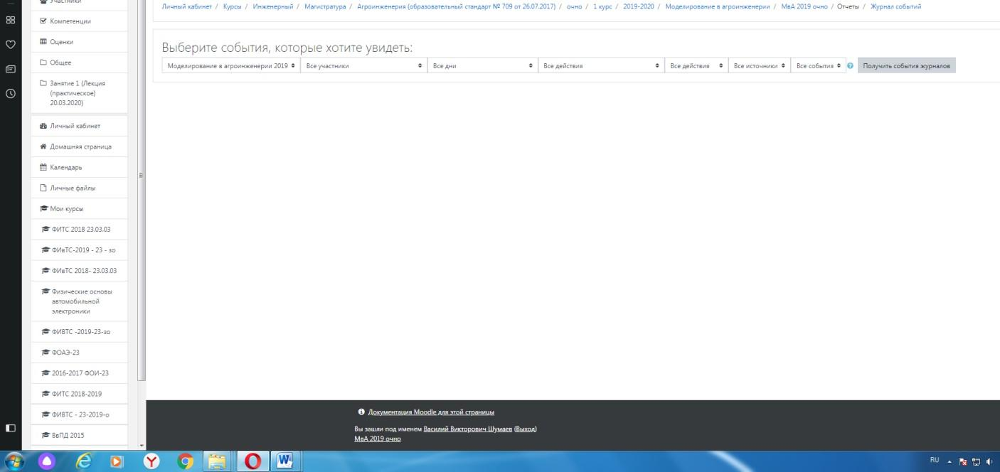 Участники
Компетенции
Оценки
Общее
Занятие 1 (Лекция
(практическое)
20.03.2020)
Личный кабинет
Домашняя страница
Календарь
Личные файлы
Мои курсы
ФИТС 2018 23.03.03
ФИвТС-2019 - 23 - зо
ФИвТС 2018- 23.03.03
Физические основы
автомобильной
электроники
ФИВТС -2019-23-зо
ФОАЭ-23
2016-2017 ФОИ-23
ФИТС 2018-2019
ФИВТС - 23-2019-о
ВвПД 2015
Личный кабинет / Курсы / Инженерный / Магистратура / Агроинженерия (образовательный стандарт № 709 от 26.07.2017) / очно / 1 курс / 2019-2020 / Моделирование в агроинженерии / МвА 2019 очно / Отчеты / Журнал событий
Выберите события, которые хотите увидеть:
Моделирование в агроинженерии 2019 Все участники Все дни Все действия Все действия Все источники Все события Получить события журналов
Документация Moodle для этой страницы
Вы зашли под именем Василий Викторович Шумаев (Выход)
МвА 2019 очно
RU